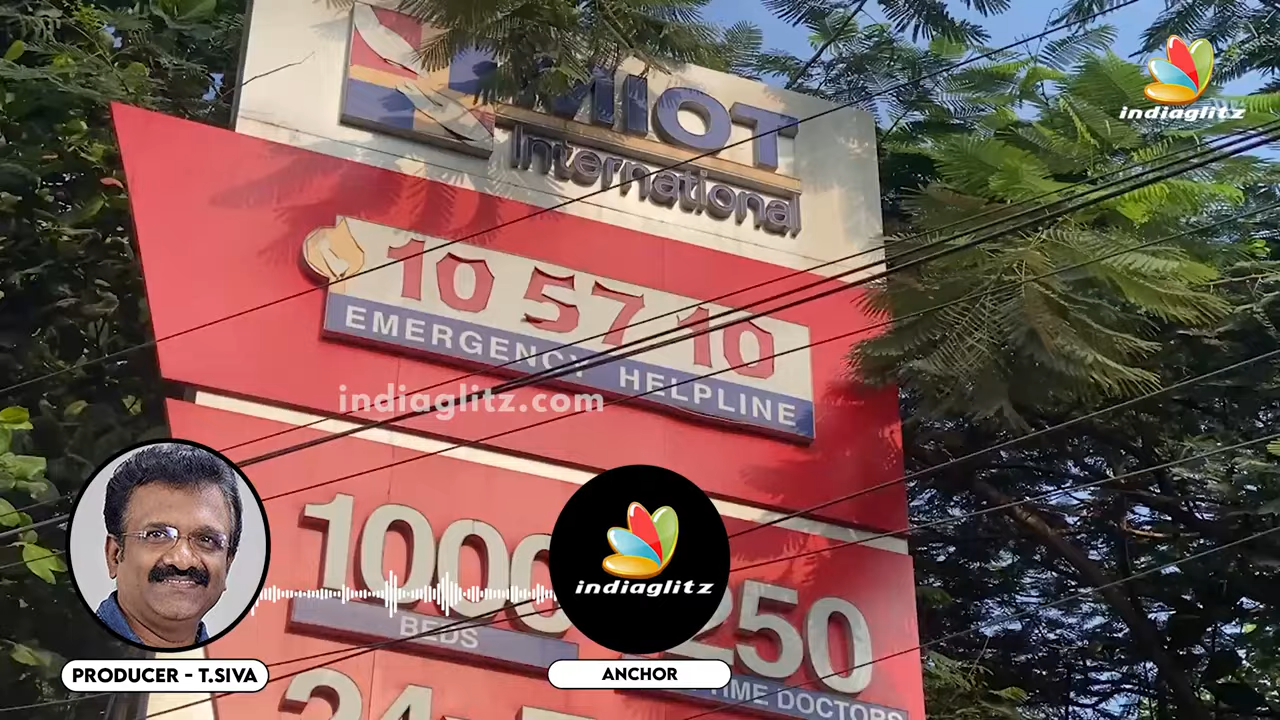 MIOT
International
indiaglitz
10 57 10
EMERGENCY HELPLINE
indiaglitz.com
1000
BEDS
250
TIME DOCTORS
24
indiaglitz
PRODUCER - T.SIVA
ANCHOR